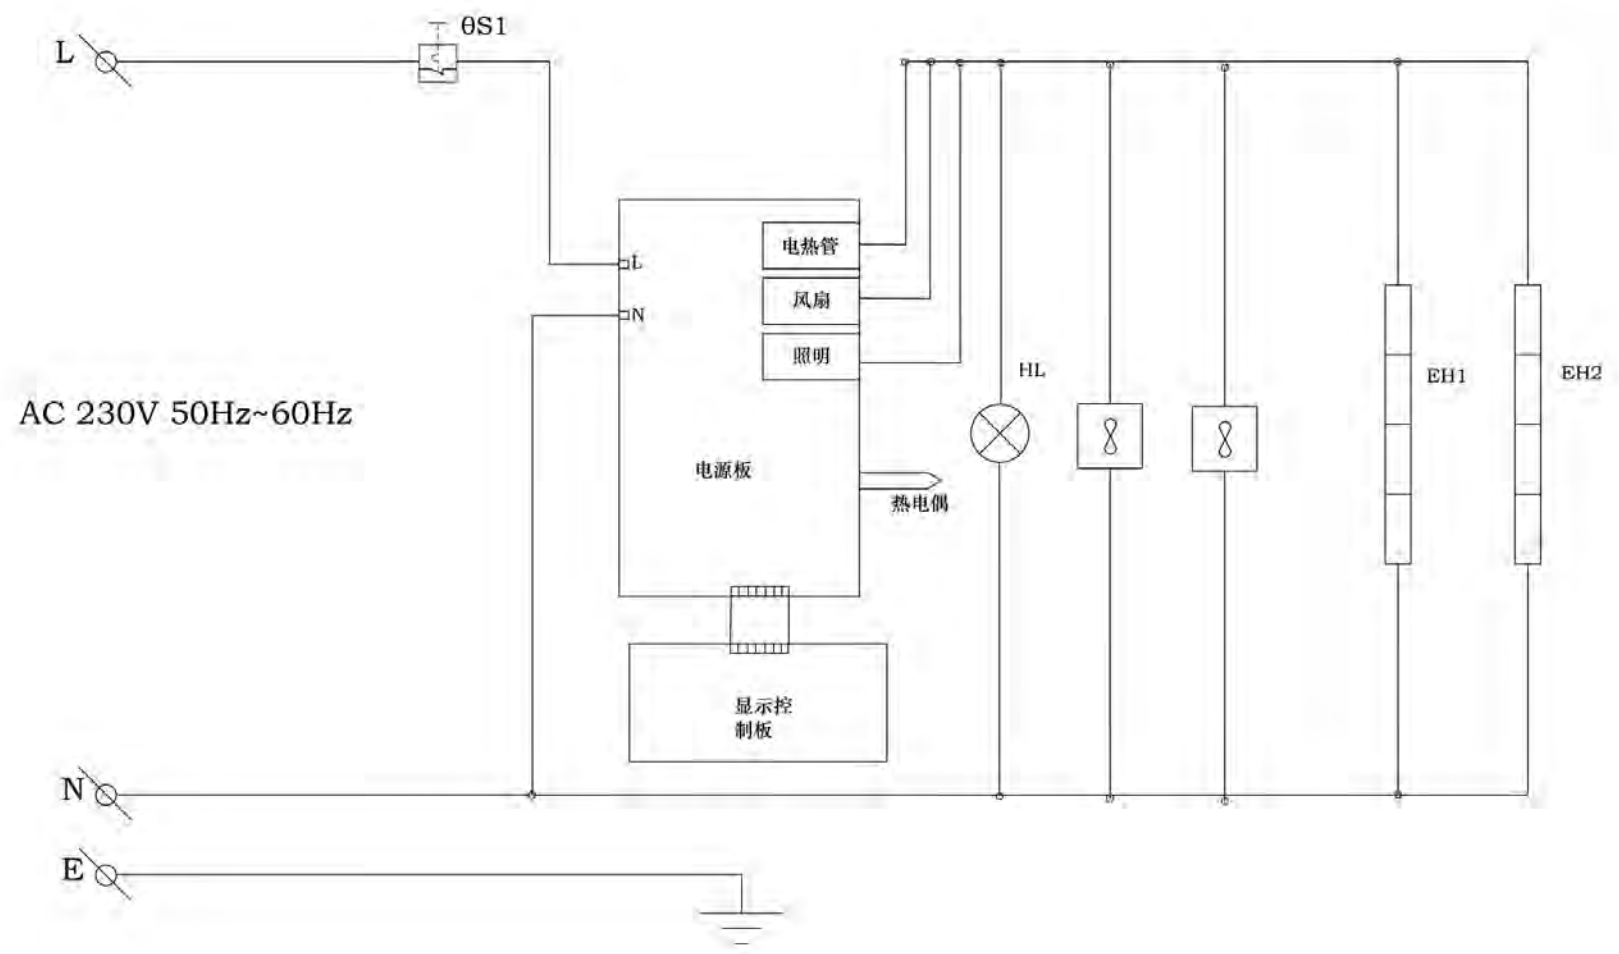 L
θS1
电热管
L
风扇
N
照明
HL
EH1
EH2
AC 230V 50Hz~60Hz
电源板
热电偶
显示控
制板
N
E